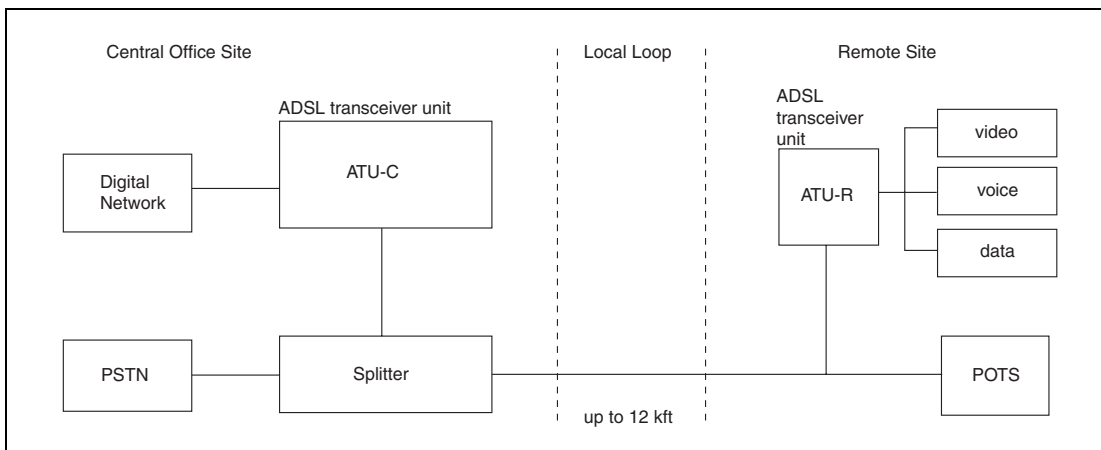 Central Office Site
Local Loop
Remote Site
ADSL transceiver unit
ADSL
transceiver
unit
Digital
Network
ATU-C
ATU-R
video
voice
data
PSTN
Splitter
POTS
up to 12 kft